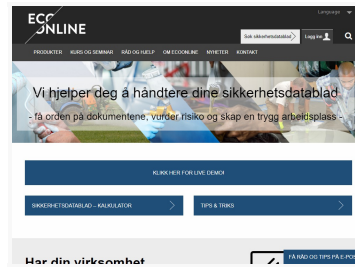 ECO
ONLINE
Language
Søk sikkerhetsdatablad
Logg inn
PRODUKTER KURS OG SEMINAR RÅD OG HJELP OM ECOONLINE NYHETER KONTAKT
Vi hjelper deg å håndtere dine sikkerhetsdatablad
- få orden på dokumentene, vurder risiko og skap en trygg arbeidsplass -
KLIKK HER FOR LIVE DEMO!
SIKKERHETSDATABLAD – KALKULATOR
TIPS & TRIKS
Har din virksomhet
FÅ RÅD OG TIPS PÅ E-POS